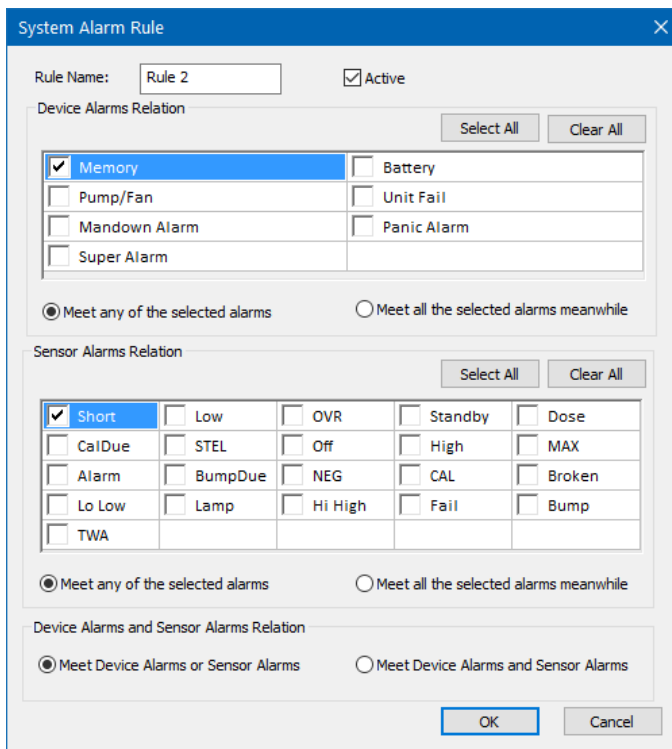 System Alarm Rule
Rule Name: Rule 2 Active
Device Alarms Relation
Select All Clear All
Memory Battery
Pump/Fan Unit Fail
Mandown Alarm Panic Alarm
Super Alarm
Meet any of the selected alarms Meet all the selected alarms meanwhile
Sensor Alarms Relation
Select All Clear All
Short Low OVR Standby Dose
CalDue STEL Off High MAX
Alarm BumpDue NEG CAL Broken
Lo Low Lamp Hi High Fail Bump
TWA
Meet any of the selected alarms Meet all the selected alarms meanwhile
Device Alarms and Sensor Alarms Relation
Meet Device Alarms or Sensor Alarms Meet Device Alarms and Sensor Alarms
OK Cancel